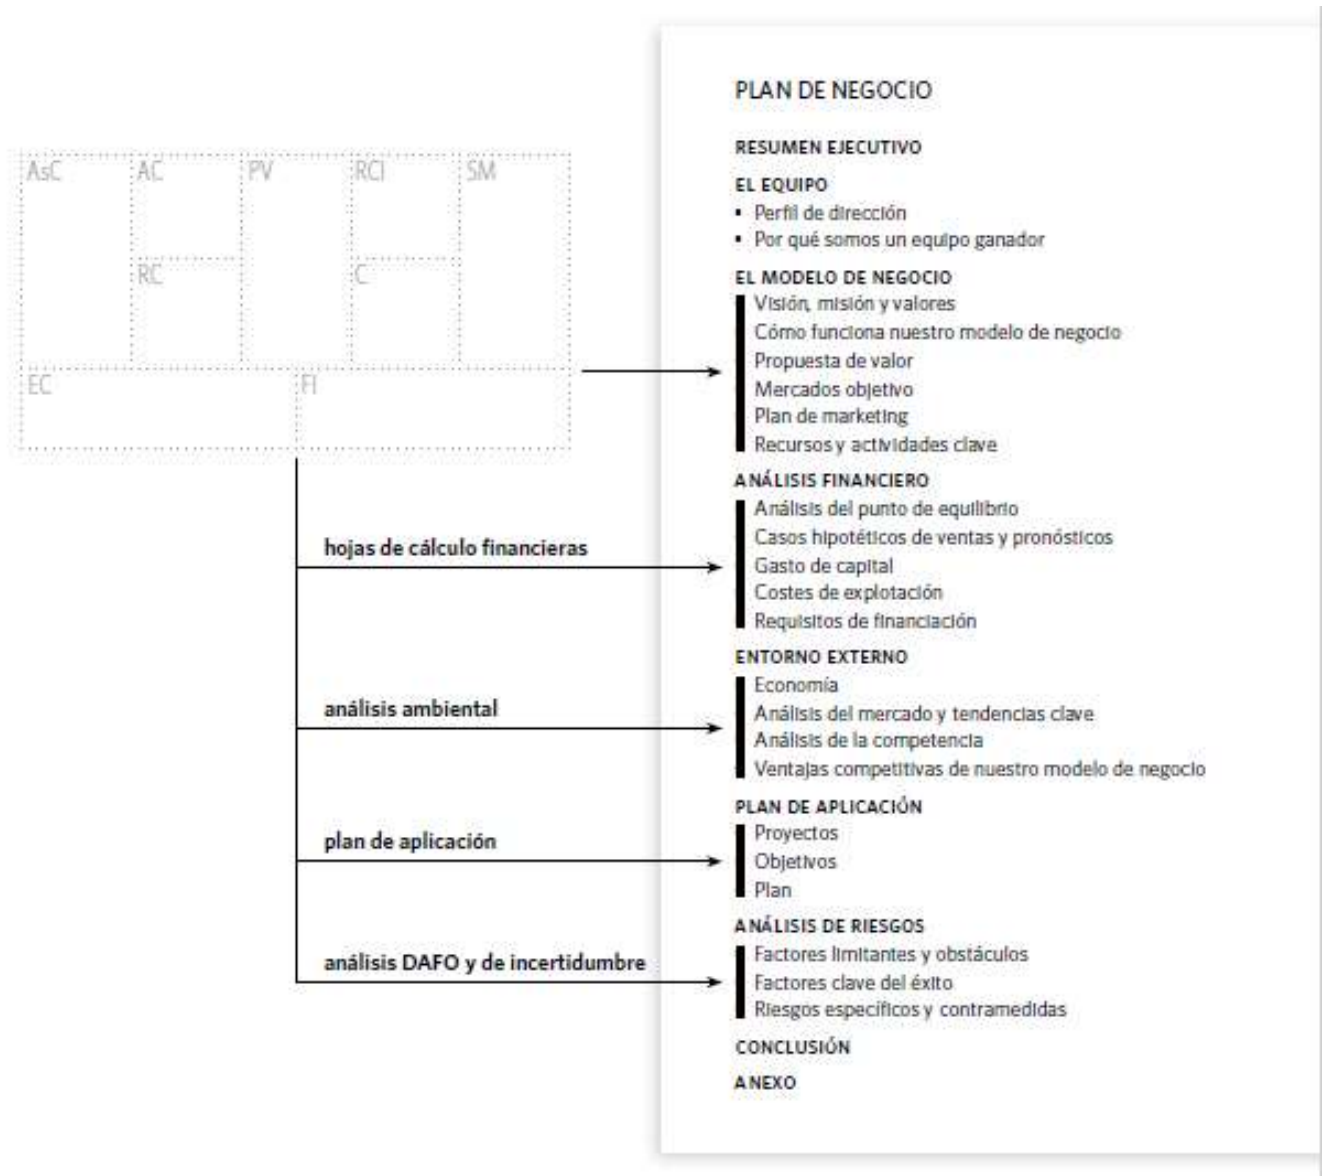 AsC
AC
PV
RCl
SM
RC
C
EC
FI
hojas de cálculo financieras
análisis ambiental
plan de aplicación
análisis DAFO y de incertidumbre
PLAN DE NEGOCIO
RESUMEN EJECUTIVO
EL EQUIPO
▪ Perfil de dirección
▪ Por qué somos un equipo ganador
EL MODELO DE NEGOCIO
Visión, misión y valores
Cómo funciona nuestro modelo de negocio
Propuesta de valor
Mercados objetivo
Plan de marketing
Recursos y actividades clave
ANÁLISIS FINANCIERO
Análisis del punto de equilibrio
Casos hipotéticos de ventas y pronósticos
Gasto de capital
Costes de explotación
Requisitos de financiación
ENTORNO EXTERNO
Economía
Análisis del mercado y tendencias clave
Análisis de la competencia
Ventajas competitivas de nuestro modelo de negocio
PLAN DE APLICACIÓN
Proyectos
Objetivos
Plan
ANÁLISIS DE RIESGOS
Factores limitantes y obstáculos
Factores clave del éxito
Riesgos específicos y contramedidas
CONCLUSIÓN
ANEXO